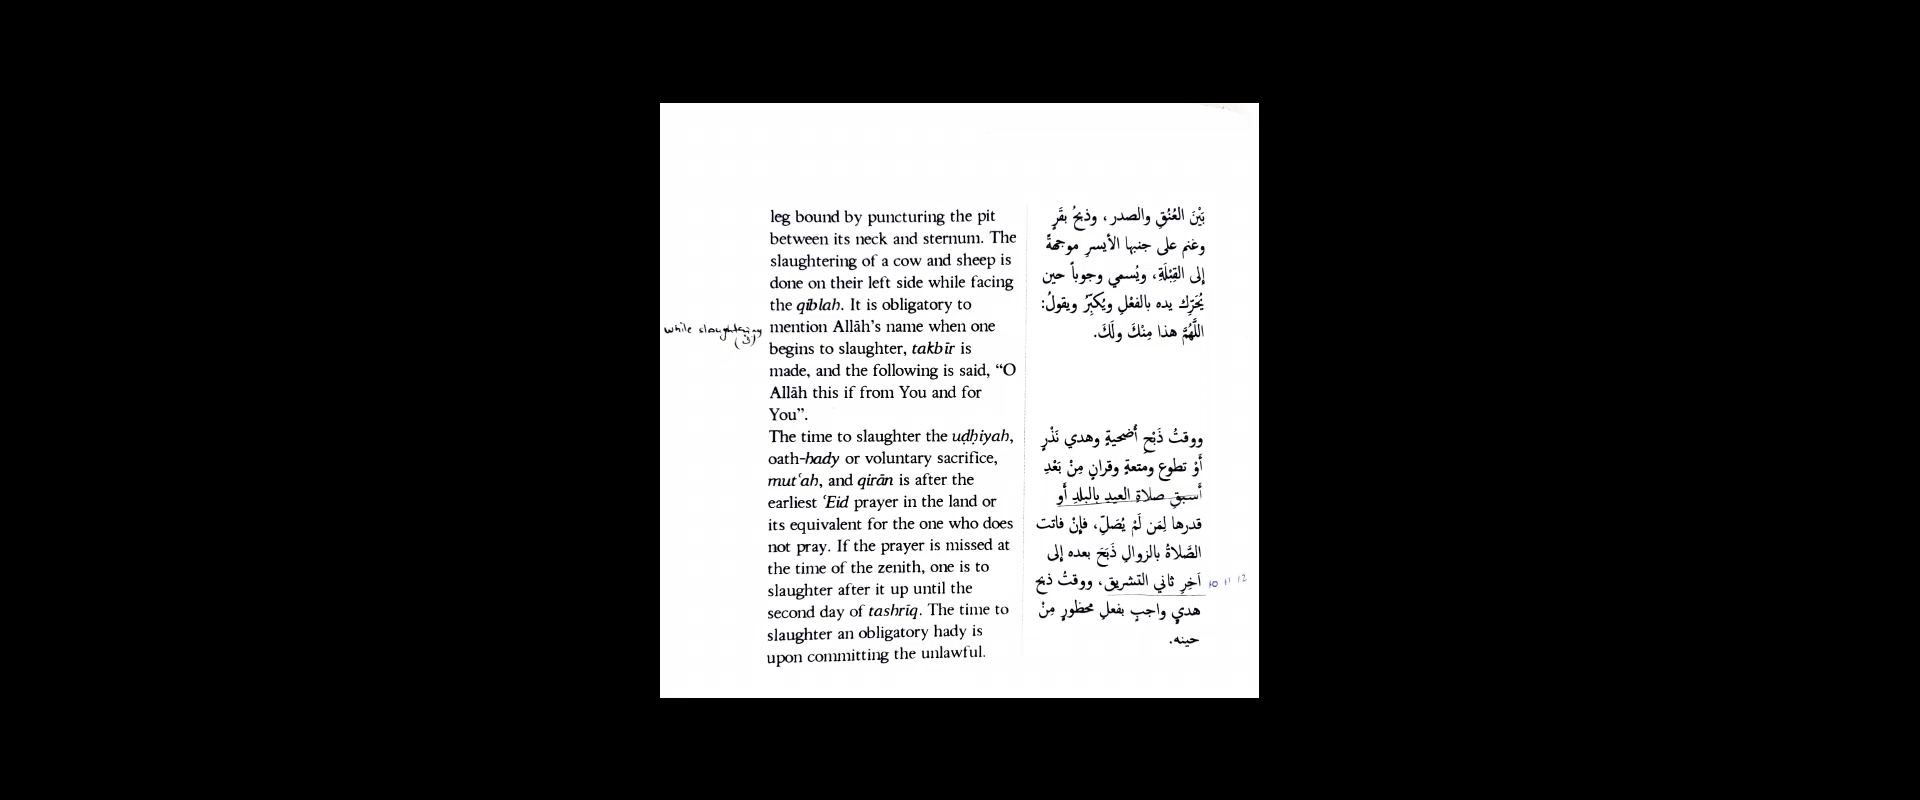 leg bound by puncturing the pit
between its neck and sternum. The
slaughtering of a cow and sheep is
done on their left side while facing
the qiblah. It is obligatory to
mention Allāh's name when one
begins to slaughter, takbīr is
made, and the following is said, “O
Allāh this if from You and for
You”.
The time to slaughter the uḍḥiyah,
oath-hady or voluntary sacrifice,
mutʿah, and qirān is after the
earliest ʿEid prayer in the land or
its equivalent for the one who does
not pray. If the prayer is missed at
the time of the zenith, one is to
slaughter after it up until the
second day of tashrīq. The time to
slaughter an obligatory hady is
upon committing the unlawful.
while slaughtering
(3)
بَيْنَ العُنُقِ والصدر، وذبحُ بقَرٍ
وغنم على جنبها الأيسرِ موجهةً
إلى القِبْلَةِ، ويُسمي وجوباً حين
يُحَرِّك يده بالفعْلِ ويُكبِّرُ ويقولُ:
اللَّهُمَّ هذا مِنْكَ ولَكَ.
ووقتُ ذَبْحِ أضحيةٍ وهدي نَذْرٍ
أَوْ تطوع ومتعةٍ وقرانٍ مِنْ بَعْدِ
أَسبقِ صلاةِ العيدِ بالبلدِ أو
قدرها لِمَن لَمْ يُصَلِّ، فإنْ فاتت
الصَّلاةُ بالزوالِ ذَبَحَ بعده إلى
آخِرِ ثاني التشريق، ووقتُ ذبح
هديٍ واجبٍ بفعلِ محظورٍ مِنْ
حينه.
10 11 12